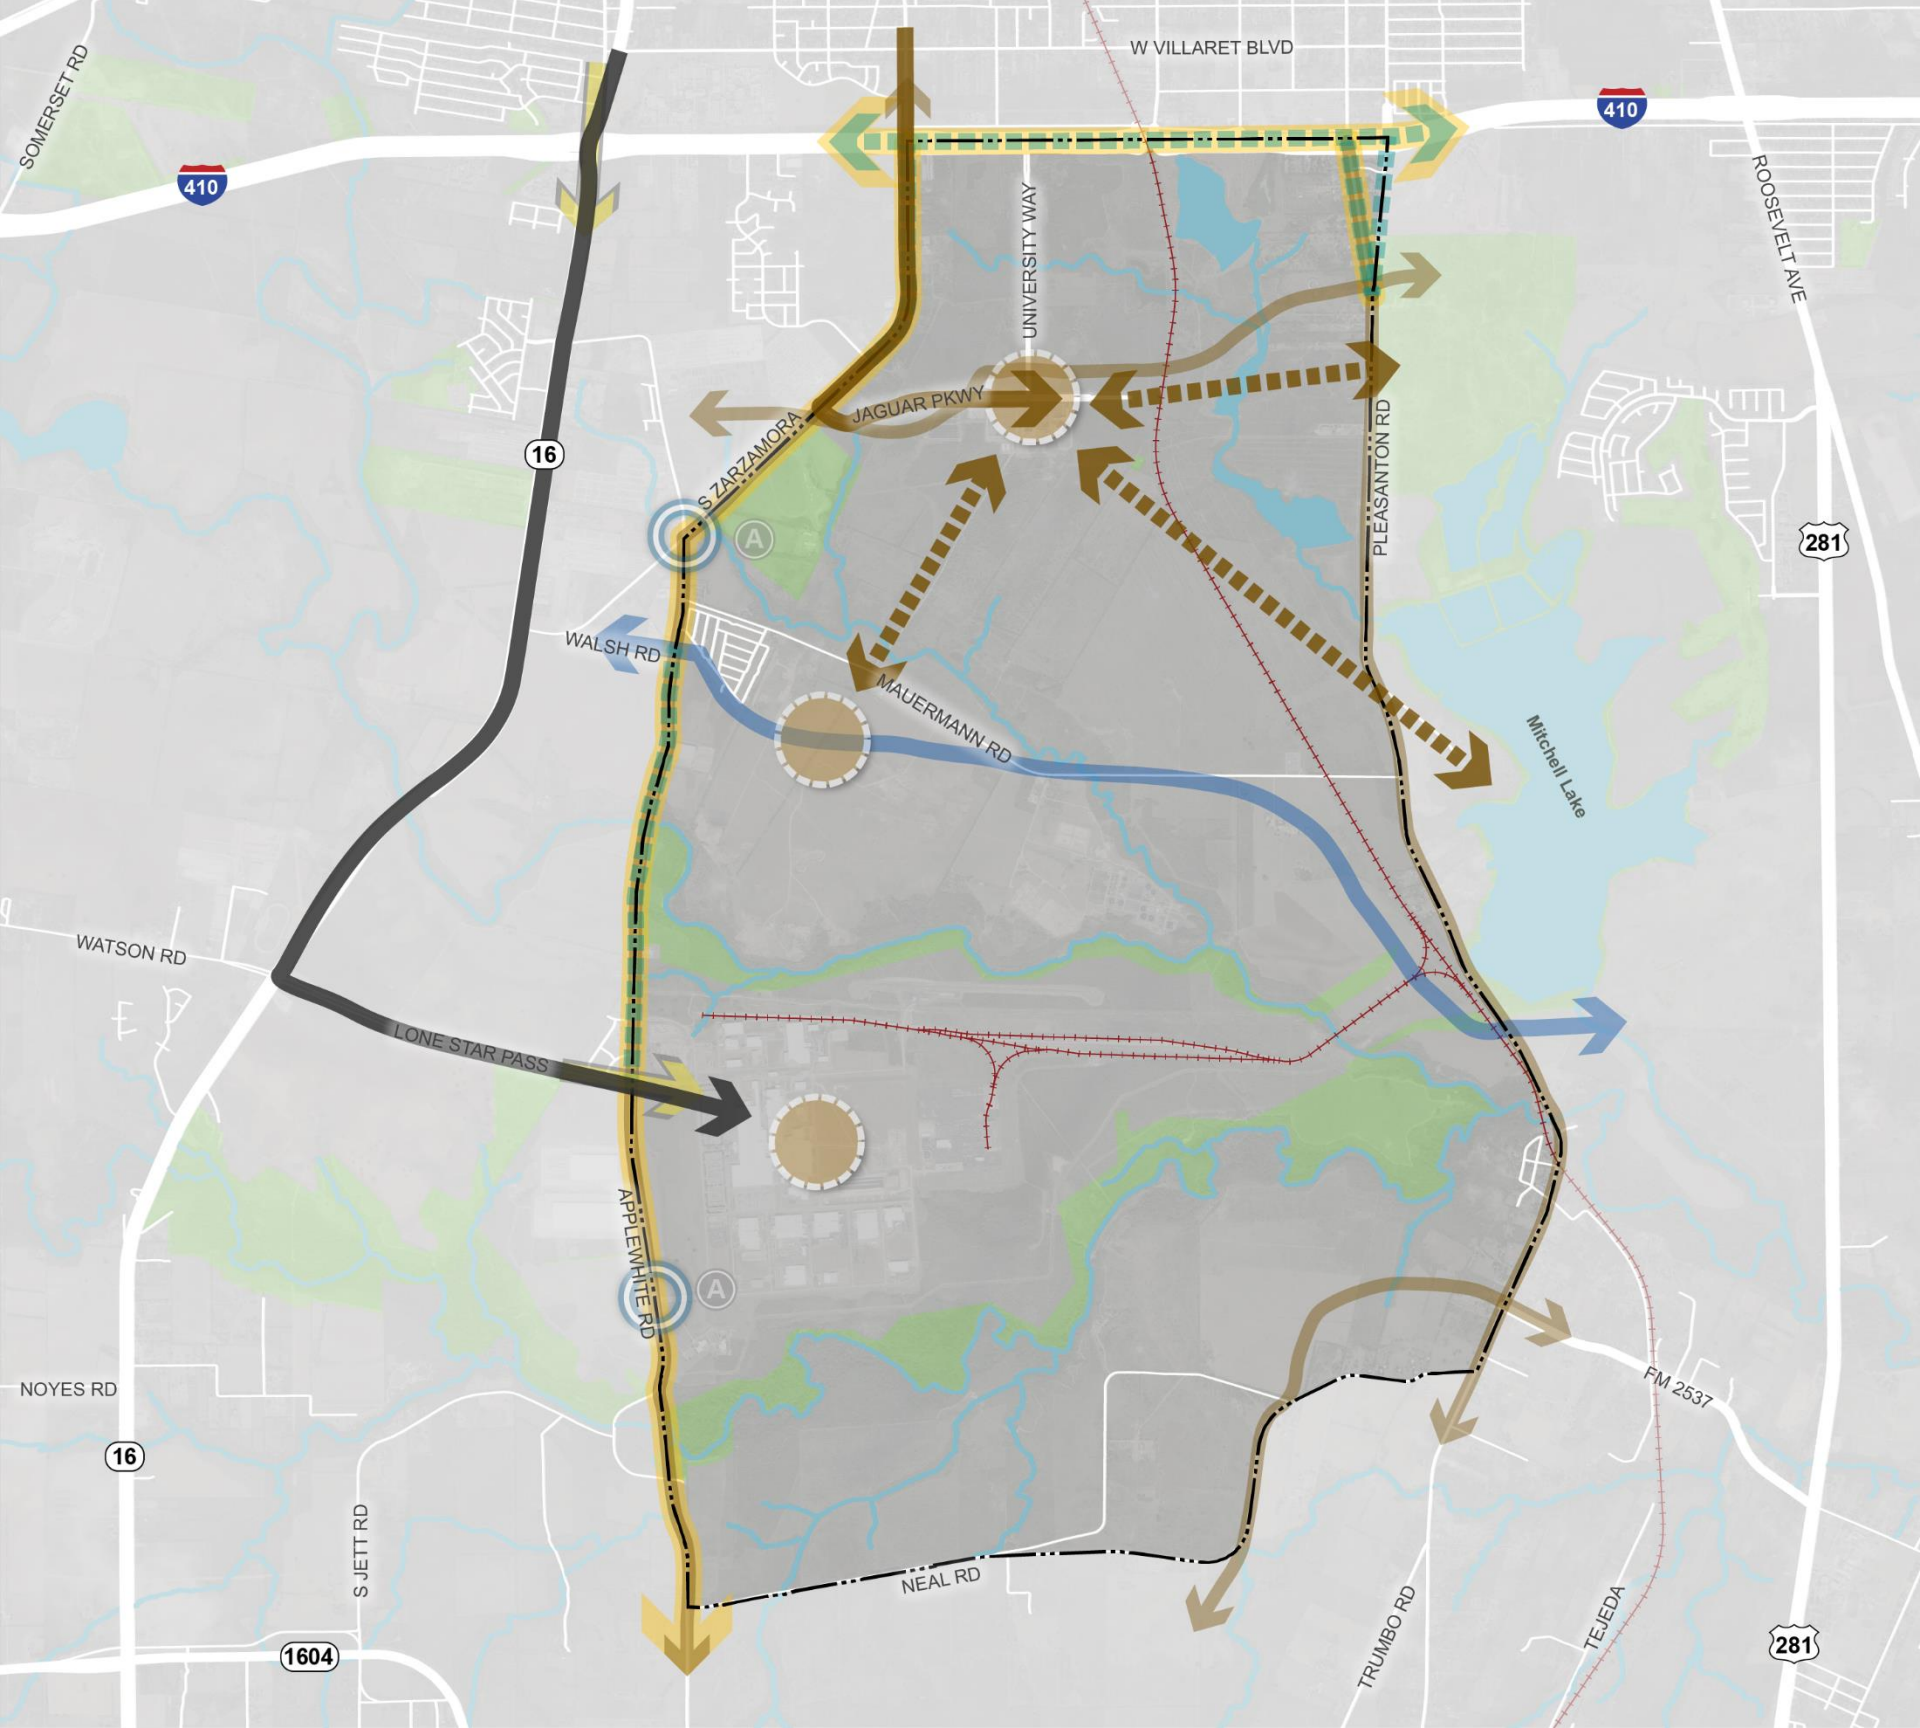 W VILLARET BLVD
SOMERSET RD
410
410
ROOSEVELT AVE
UNIVERSITY WAY
JAGUAR PKWY
S ZARZAMORA
PLEASANTON RD
16
A
281
WALSH RD
MAUERMANN RD
Mitchell Lake
WATSON RD
LONE STAR PASS
APPLEWHITE RD
A
NOYES RD
FM 2537
16
S JETT RD
NEAL RD
TRUMBO RD
TEJEDA
1604
281